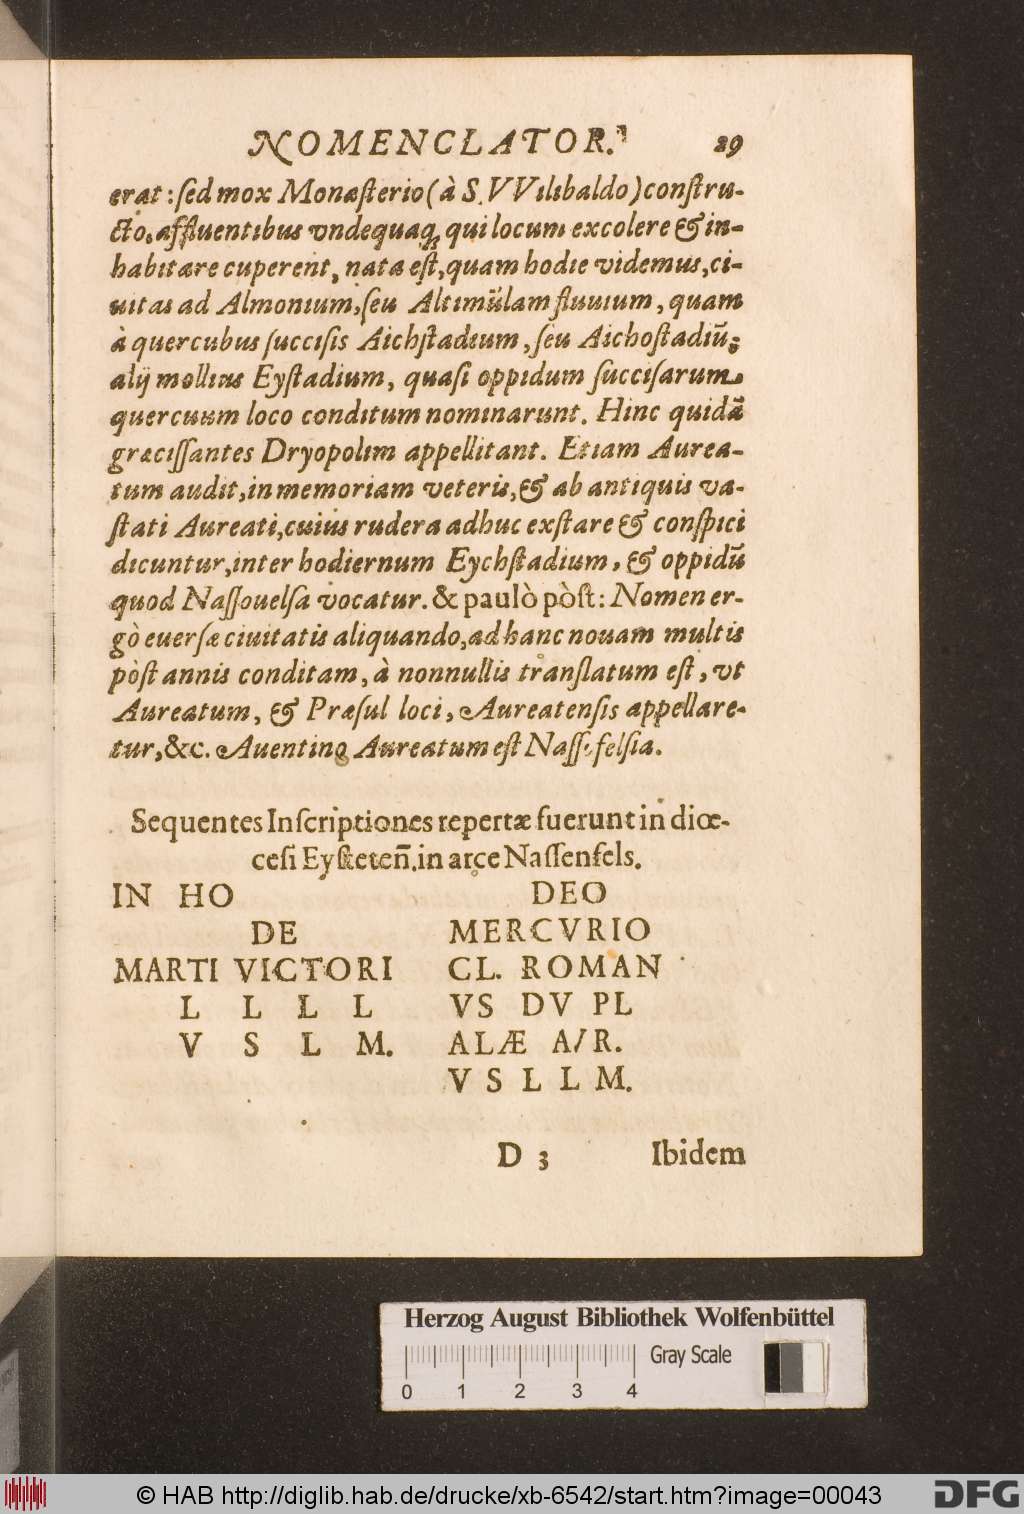 NOMENCLATOR. 29
erat: ſed mox Monaſterio (à S. VVilibaldo) conſtru-
cto, affluentibus vndequaq́; qui locum excolere & in-
habitare cuperent, nata eſt, quam hodie videmus, ci-
uitas ad Almonium, ſeu Altimülam fluuium, quam
à quercubus ſucciſis Aichſtadium, ſeu Aichoſtadiũ;
alij mollius Eyſtadium, quaſi oppidum ſucciſarum
quercuum loco conditum nominarunt. Hinc quidã
græciſſantes Dryopolim appellitant. Etiam Aurea-
tum audit, in memoriam veteris, & ab antiquis va-
ſtati Aureati, cuius rudera adhuc exſtare & conſpici
dicuntur, inter hodiernum Eychſtadium, & oppidũ
quod Naſſouelſa vocatur. & paulò pòſt: Nomen er-
gò euerſæ ciuitatis aliquando, ad hanc nouam multis
pòſt annis conditam, à nonnullis translatum eſt, vt
Aureatum, & Præſul loci, Aureatenſis appellare-
tur, &c. Auentino Aureatum eſt Naſſofelſia.
Sequentes Inſcriptiones repertæ fuerunt in diœ-
ceſi Eyſteteñ. in arce Naſſenfels.
IN HO
DE
MARTI VICTORI
L L L L
V S L M.
DEO
MERCVRIO
CL. ROMAN
VS DV PL
ALÆ A/R.
V S L L M.
D 3 Ibidem
Herzog August Bibliothek Wolfenbüttel
Gray Scale
0 1 2 3 4
© HAB http://diglib.hab.de/drucke/xb-6542/start.htm?image=00043
DFG